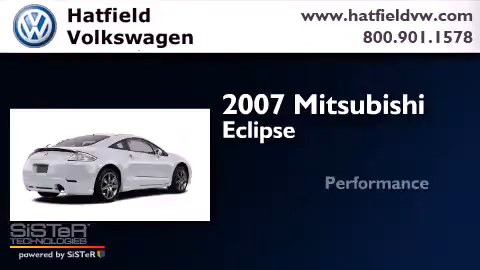 Hatfield
Volkswagen
www.hatfieldvw.com
800.901.1578
2007 Mitsubishi
Eclipse
Performance
SiSTeR
TECHNOLOGIES
powered by SiSTeR